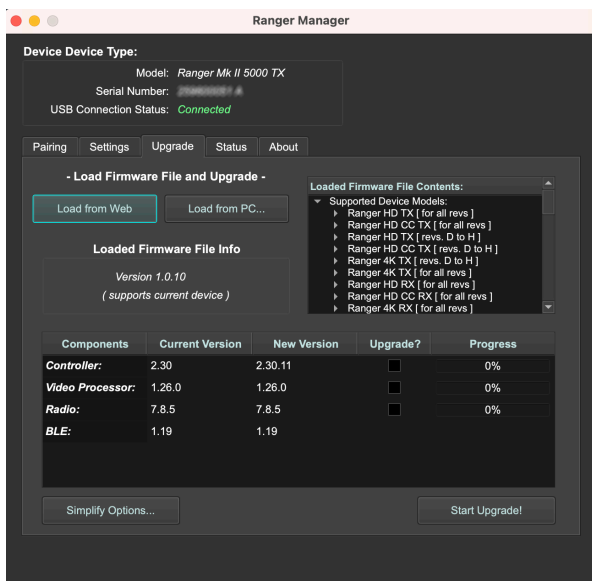 Ranger Manager
Device Device Type:
Model: Ranger Mk II 5000 TX
Serial Number:
USB Connection Status: Connected
Pairing Settings Upgrade Status About
- Load Firmware File and Upgrade -
Load from Web Load from PC...
Loaded Firmware File Info
Version 1.0.10
( supports current device )
Loaded Firmware File Contents:
Supported Device Models:
Ranger HD TX [ for all revs ]
Ranger HD CC TX [ for all revs ]
Ranger HD TX [ revs. D to H ]
Ranger HD CC TX [ revs. D to H ]
Ranger 4K TX [ revs. D to H ]
Ranger 4K TX [ for all revs ]
Ranger HD RX [ for all revs ]
Ranger HD CC RX [ for all revs ]
Ranger 4K RX [ for all revs ]
Components Current Version New Version Upgrade? Progress
Controller: 2.30 2.30.11 0%
Video Processor: 1.26.0 1.26.0 0%
Radio: 7.8.5 7.8.5 0%
BLE: 1.19 1.19
Simplify Options... Start Upgrade!